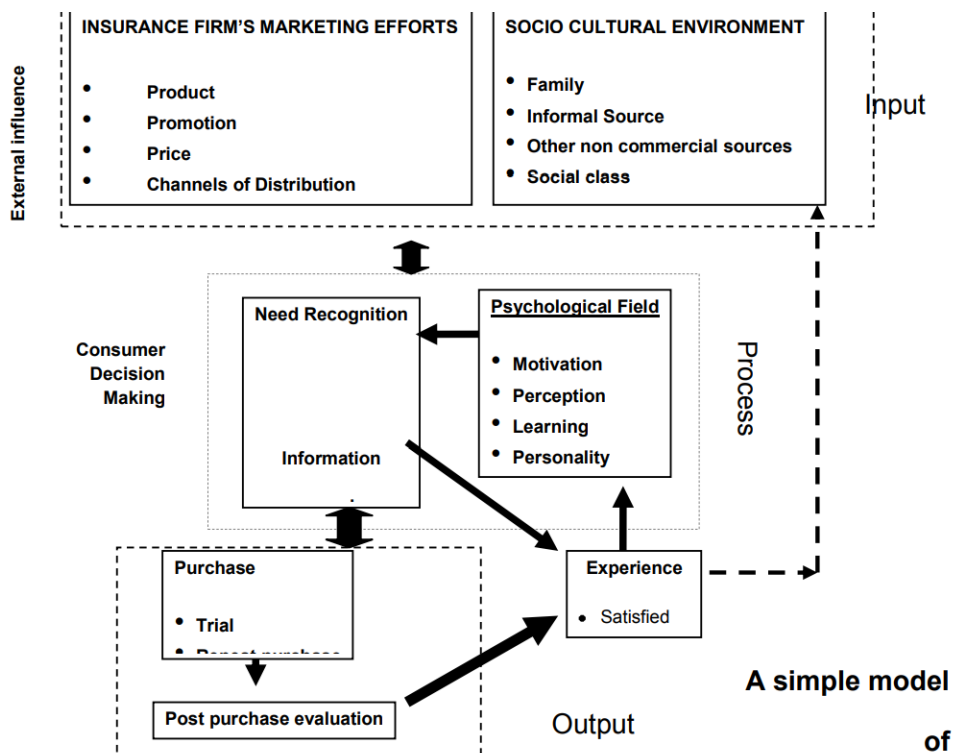 INSURANCE FIRM'S MARKETING EFFORTS
• Product
• Promotion
• Price
• Channels of Distribution
SOCIO CULTURAL ENVIRONMENT
• Family
• Informal Source
• Other non commercial sources
• Social class
External influence
Input
Need Recognition
Information
Psychological Field
• Motivation
• Perception
• Learning
• Personality
Consumer
Decision
Making
Process
Purchase
• Trial
• Repeat purchase
Post purchase evaluation
Experience
• Satisfied
Output
A simple model
of